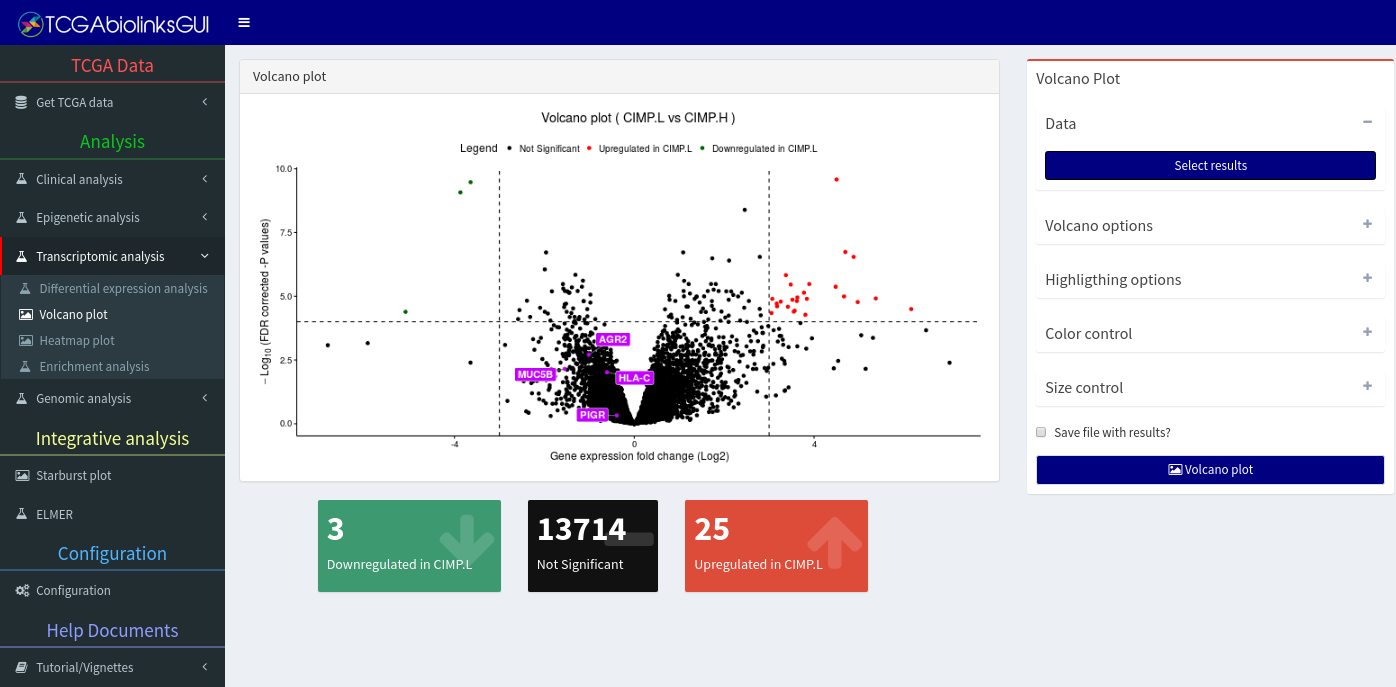 TCGAbiolinksGUI
TCGA Data
Get TCGA data
Analysis
Clinical analysis
Epigenetic analysis
Transcriptomic analysis
Differential expression analysis
Volcano plot
Heatmap plot
Enrichment analysis
Genomic analysis
Integrative analysis
Starburst plot
ELMER
Configuration
Configuration
Help Documents
Tutorial/Vignettes
Volcano plot
Volcano plot ( CIMP.L vs CIMP.H )
Legend Not Significant Upregulated in CIMP.L Downregulated in CIMP.L
10.0
7.5
5.0
2.5
0.0
−Log10 (FDR corrected -P values)
AGR2
MUC5B
HLA-C
PIGR
-4 0 4
Gene expression fold change (Log2)
3
Downregulated in CIMP.L
13714
Not Significant
25
Upregulated in CIMP.L
Volcano Plot
Data
Select results
Volcano options
Highligthing options
Color control
Size control
Save file with results?
Volcano plot